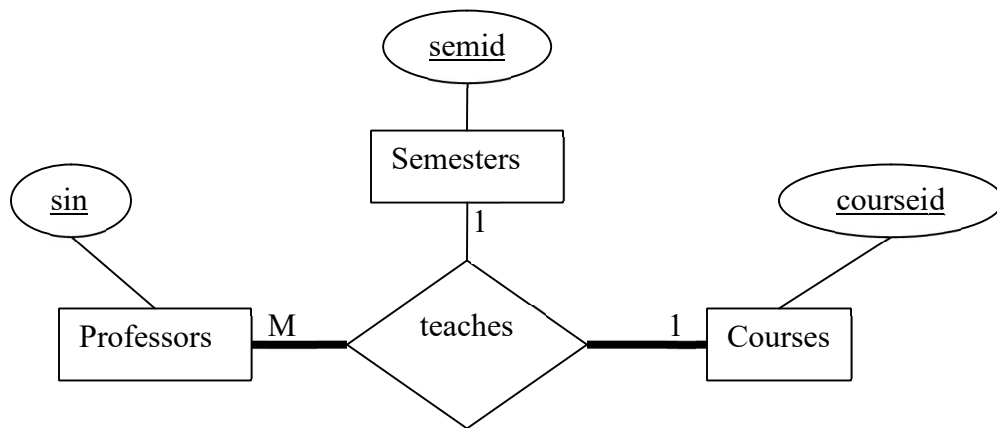 semid
Semesters
sin
courseid
1
Professors
M
teaches
1
Courses